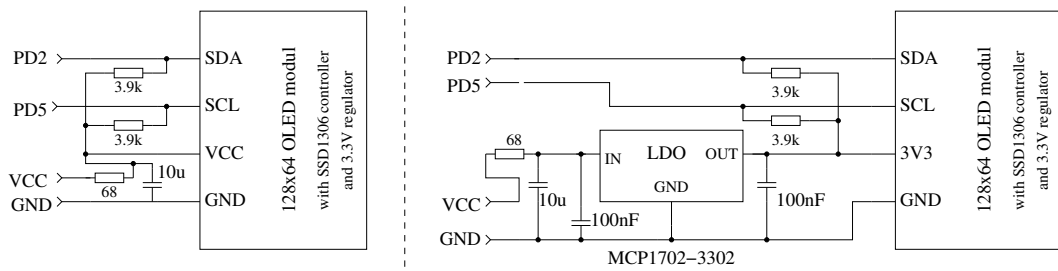 PD2
SDA
3.9k
PD5
SCL
3.9k
VCC
VCC
68
10u
GND
GND
128x64 OLED modul
with SSD1306 controller
and 3.3V regulator
PD2
SDA
PD5
3.9k
SCL
3.9k
68
IN
LDO
OUT
3V3
GND
VCC
10u
100nF
100nF
GND
GND
MCP1702-3302
128x64 OLED modul
with SSD1306 controller
and 3.3V regulator